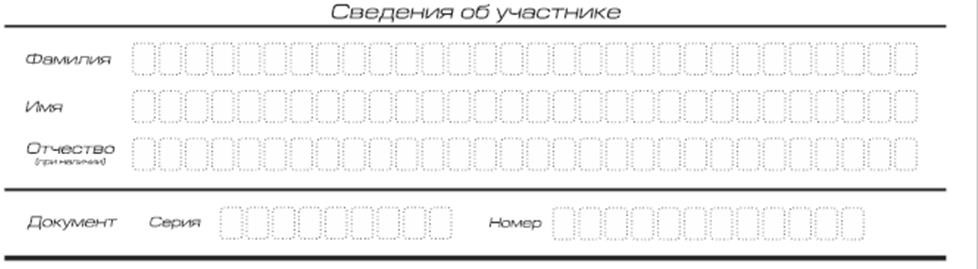 Сведения об участнике
Фамилия
Имя
Отчество
(при наличии)
Документ Серия Номер